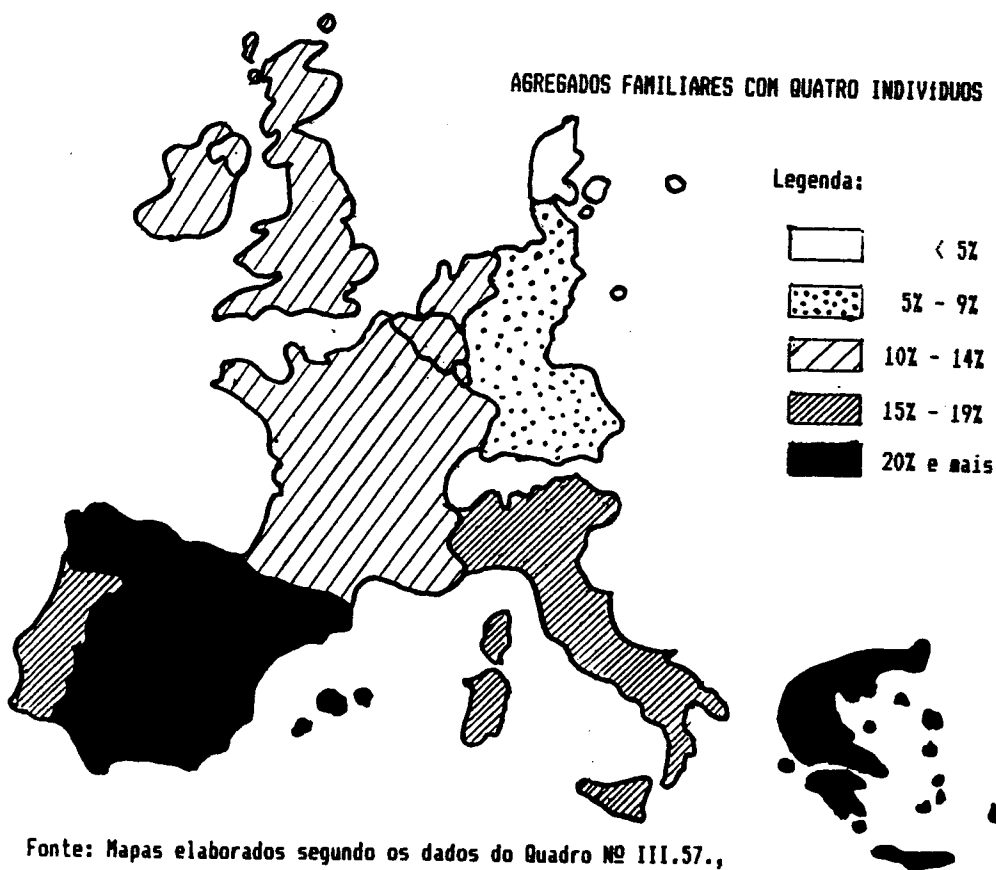 AGREGADOS FAMILIARES COM QUATRO INDIVíDUOS
Legenda:
< 5%
5% - 9%
10% - 14%
15% - 19%
20% e mais
Fonte: Mapas elaborados segundo os dados do Quadro Nº III.57.,